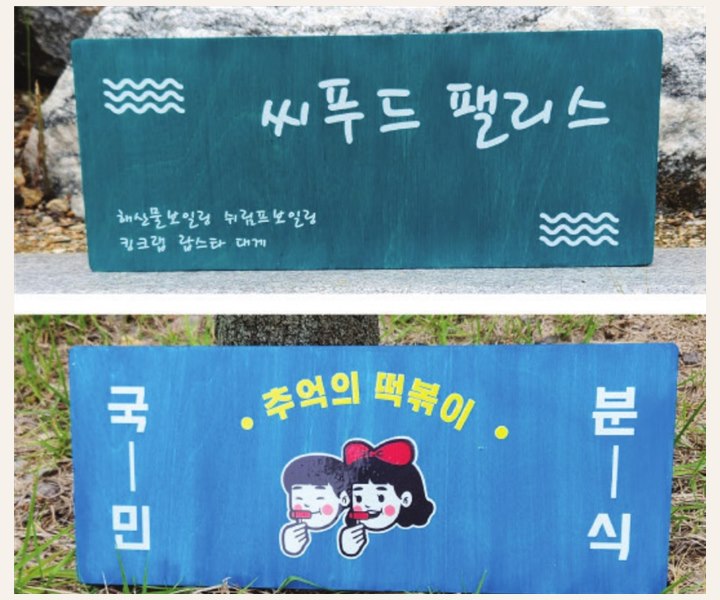 씨푸드 팰리스
해산물보일링 쉬림프보일링
킹크랩 랍스타 대게
추억의 떡볶이
국민
분식